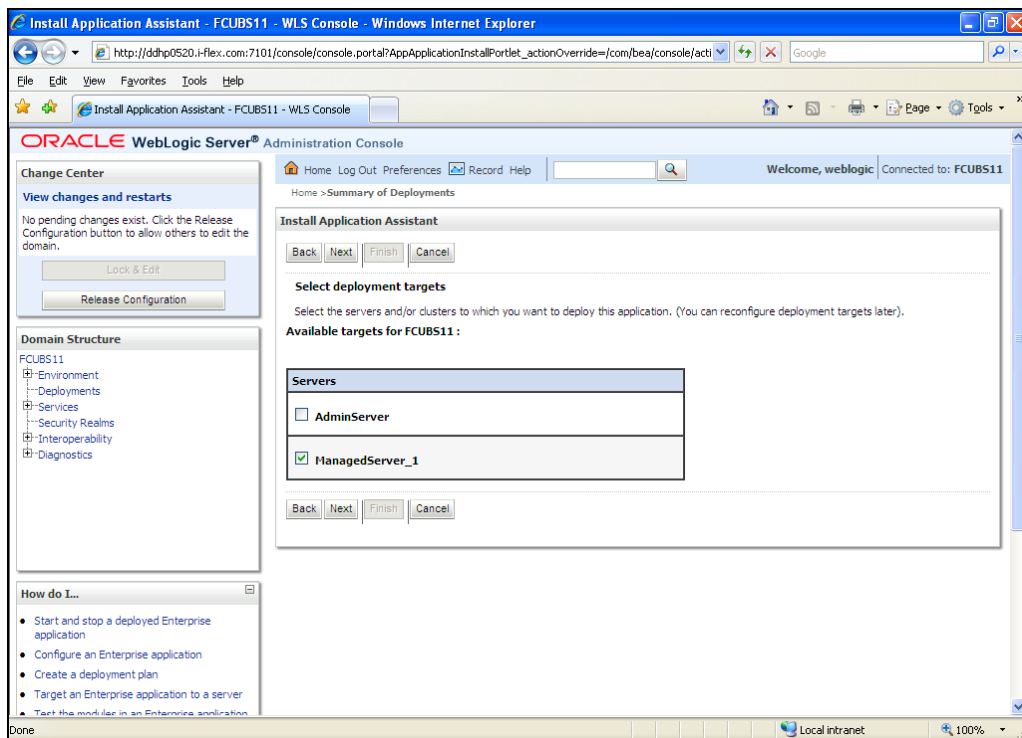 Install Application Assistant - FCUBS11 - WLS Console - Windows Internet Explorer
http://ddhp0520.i-flex.com:7101/console/console.portal?AppApplicationInstallPortlet_actionOverride=/com/bea/console/acti
Google
File Edit View Favorites Tools Help
Install Application Assistant - FCUBS11 - WLS Console
Page Tools
ORACLE WebLogic Server® Administration Console
Change Center
View changes and restarts
No pending changes exist. Click the Release
Configuration button to allow others to edit the
domain.
Lock & Edit
Release Configuration
Domain Structure
FCUBS11
Environment
Deployments
Services
Security Realms
Interoperability
Diagnostics
How do I...
Start and stop a deployed Enterprise
application
Configure an Enterprise application
Create a deployment plan
Target an Enterprise application to a server
Test the modules in an Enterprise application
Home Log Out Preferences Record Help
Welcome, weblogic Connected to: FCUBS11
Home >Summary of Deployments
Install Application Assistant
Back Next Finish Cancel
Select deployment targets
Select the servers and/or clusters to which you want to deploy this application. (You can reconfigure deployment targets later).
Available targets for FCUBS11 :
Servers
AdminServer
ManagedServer_1
Back Next Finish Cancel
Done
Local intranet
100%